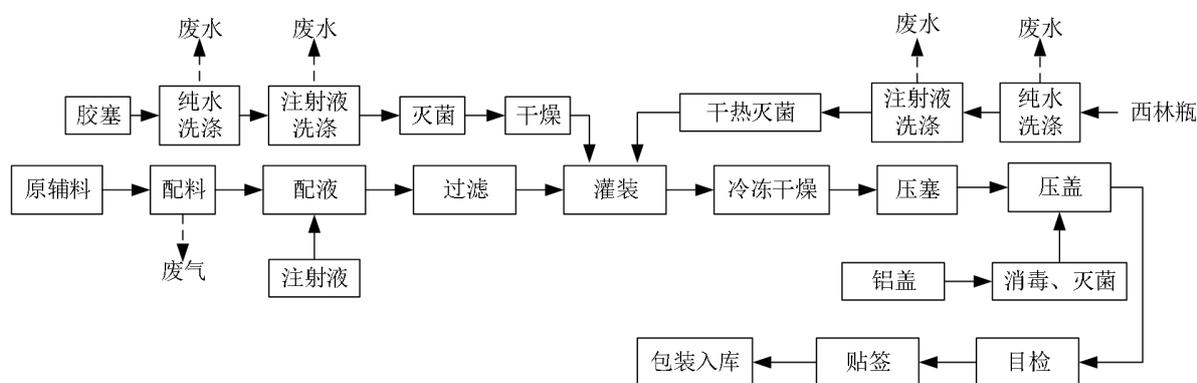 废水
废水
废水
废水
胶塞
纯水
洗涤
注射液
洗涤
灭菌
干燥
干热灭菌
注射液
洗涤
纯水
洗涤
西林瓶
原辅料
配料
配液
过滤
灌装
冷冻干燥
压塞
压盖
废气
注射液
铝盖
消毒、灭菌
包装入库
贴签
目检